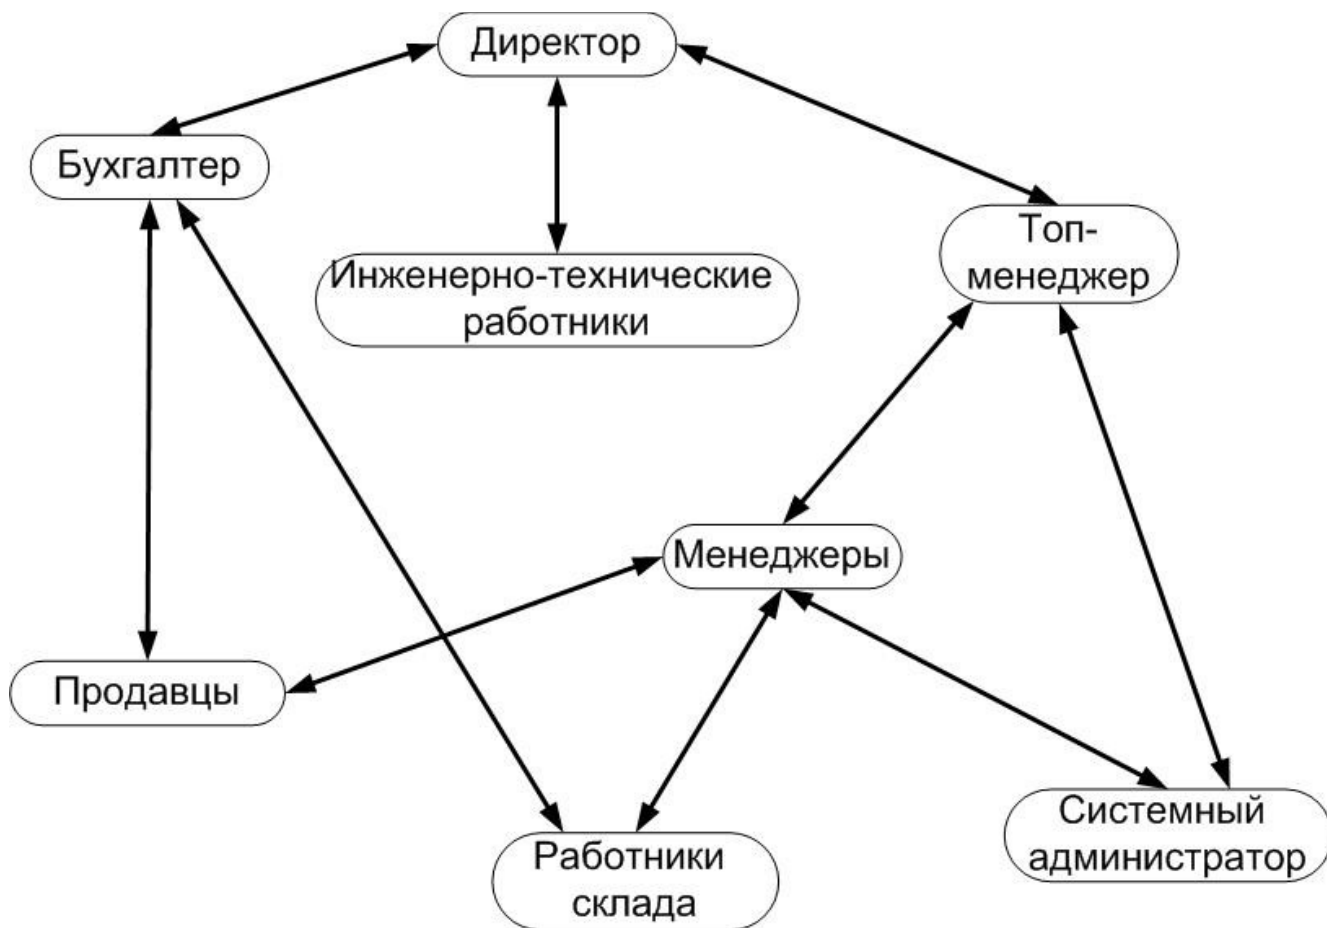 Директор
Бухгалтер
Топ-
менеджер
Инженерно-технические
работники
Менеджеры
Продавцы
Системный
администратор
Работники
склада